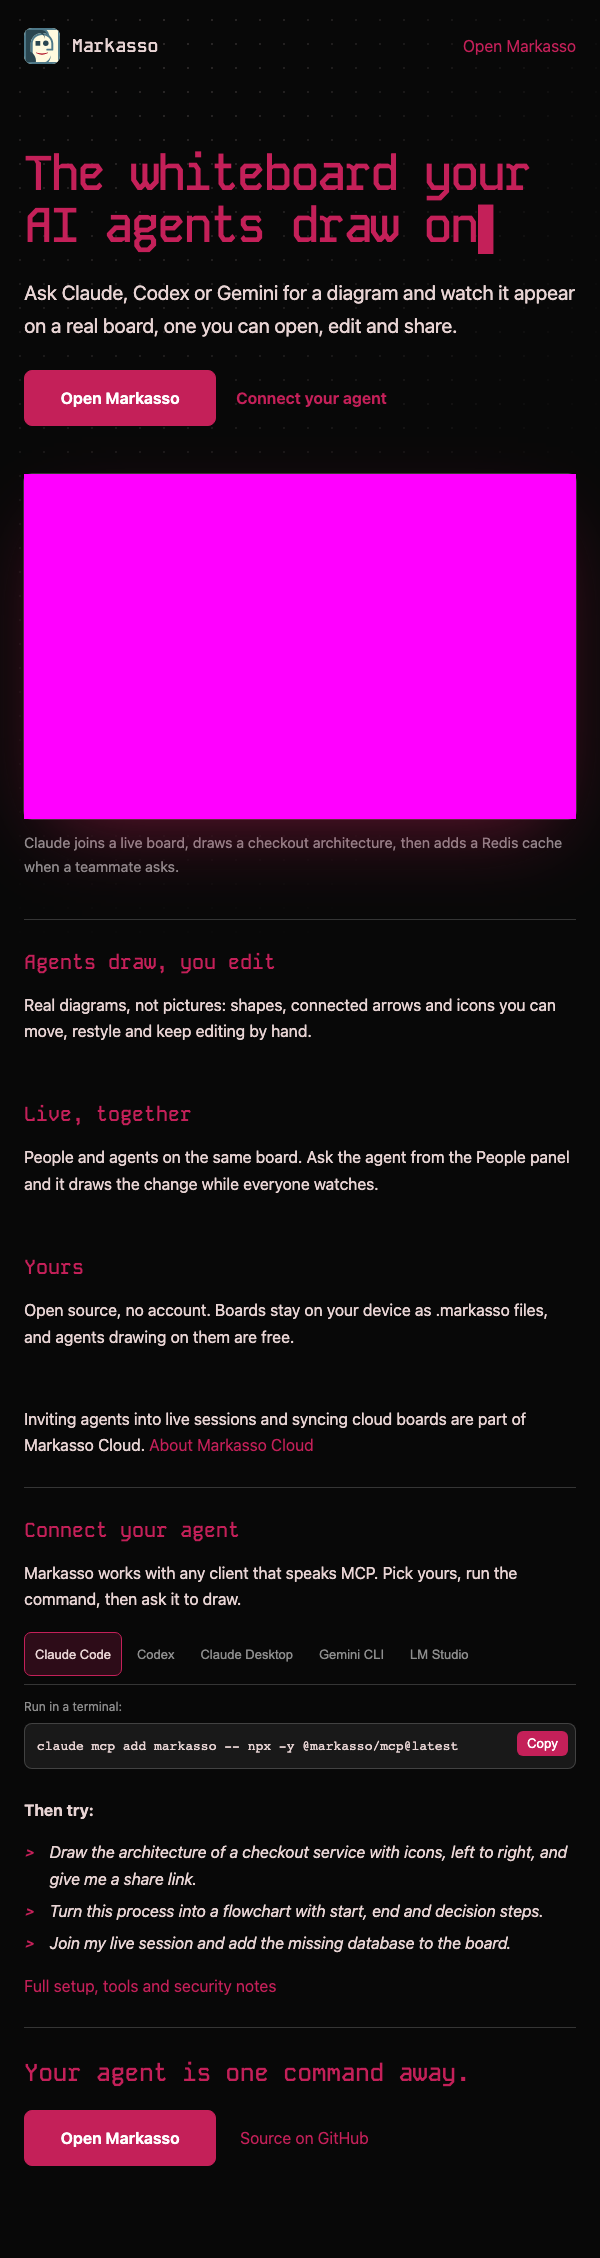 Markasso
Open Markasso
The whiteboard your
AI agents draw on
Ask Claude, Codex or Gemini for a diagram and watch it appear
on a real board, one you can open, edit and share.
Open Markasso
Connect your agent
Claude joins a live board, draws a checkout architecture, then adds a Redis cache
when a teammate asks.
Agents draw, you edit
Real diagrams, not pictures: shapes, connected arrows and icons you can
move, restyle and keep editing by hand.
Live, together
People and agents on the same board. Ask the agent from the People panel
and it draws the change while everyone watches.
Yours
Open source, no account. Boards stay on your device as .markasso files,
and agents drawing on them are free.
Inviting agents into live sessions and syncing cloud boards are part of
Markasso Cloud. About Markasso Cloud
Connect your agent
Markasso works with any client that speaks MCP. Pick yours, run the
command, then ask it to draw.
Claude Code
Codex
Claude Desktop
Gemini CLI
LM Studio
Run in a terminal:
claude mcp add markasso -- npx -y @markasso/mcp@latest
Copy
Then try:
> Draw the architecture of a checkout service with icons, left to right, and
give me a share link.
> Turn this process into a flowchart with start, end and decision steps.
> Join my live session and add the missing database to the board.
Full setup, tools and security notes
Your agent is one command away.
Open Markasso
Source on GitHub